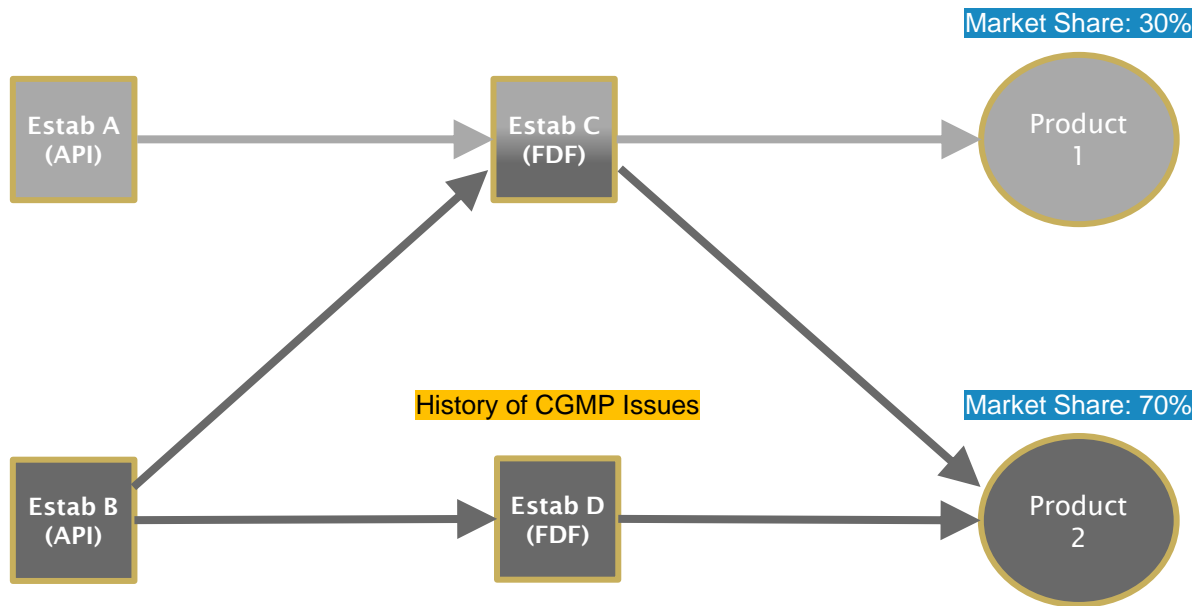 Market Share: 30%
Estab A
(API)
Estab C
(FDF)
Product
1
History of CGMP Issues
Market Share: 70%
Estab B
(API)
Estab D
(FDF)
Product
2